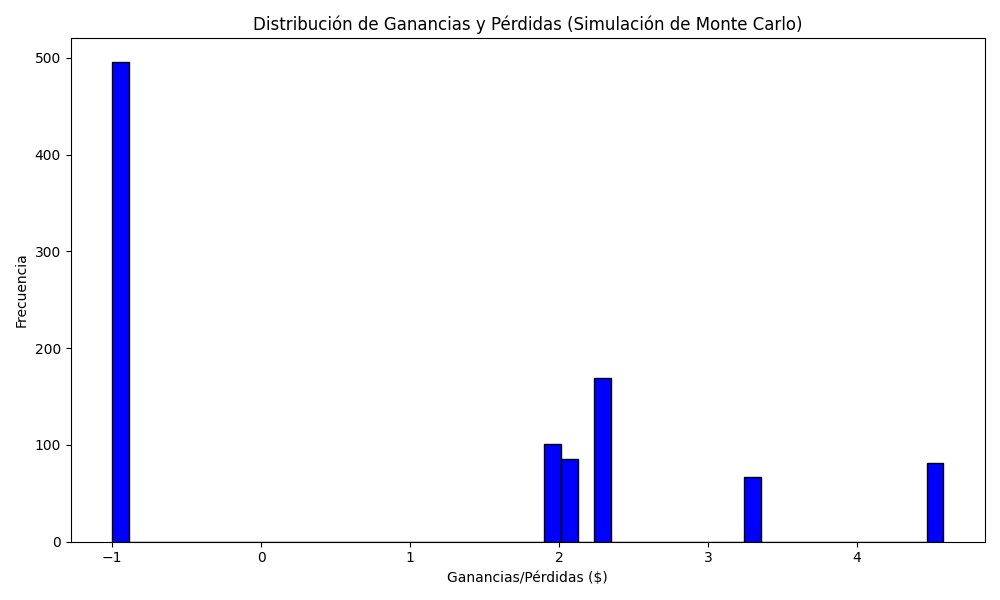 Distribución de Ganancias y Pérdidas (Simulación de Monte Carlo)
500
400
300
200
100
0
Frecuencia
−1 0 1 2 3 4
Ganancias/Pérdidas ($)